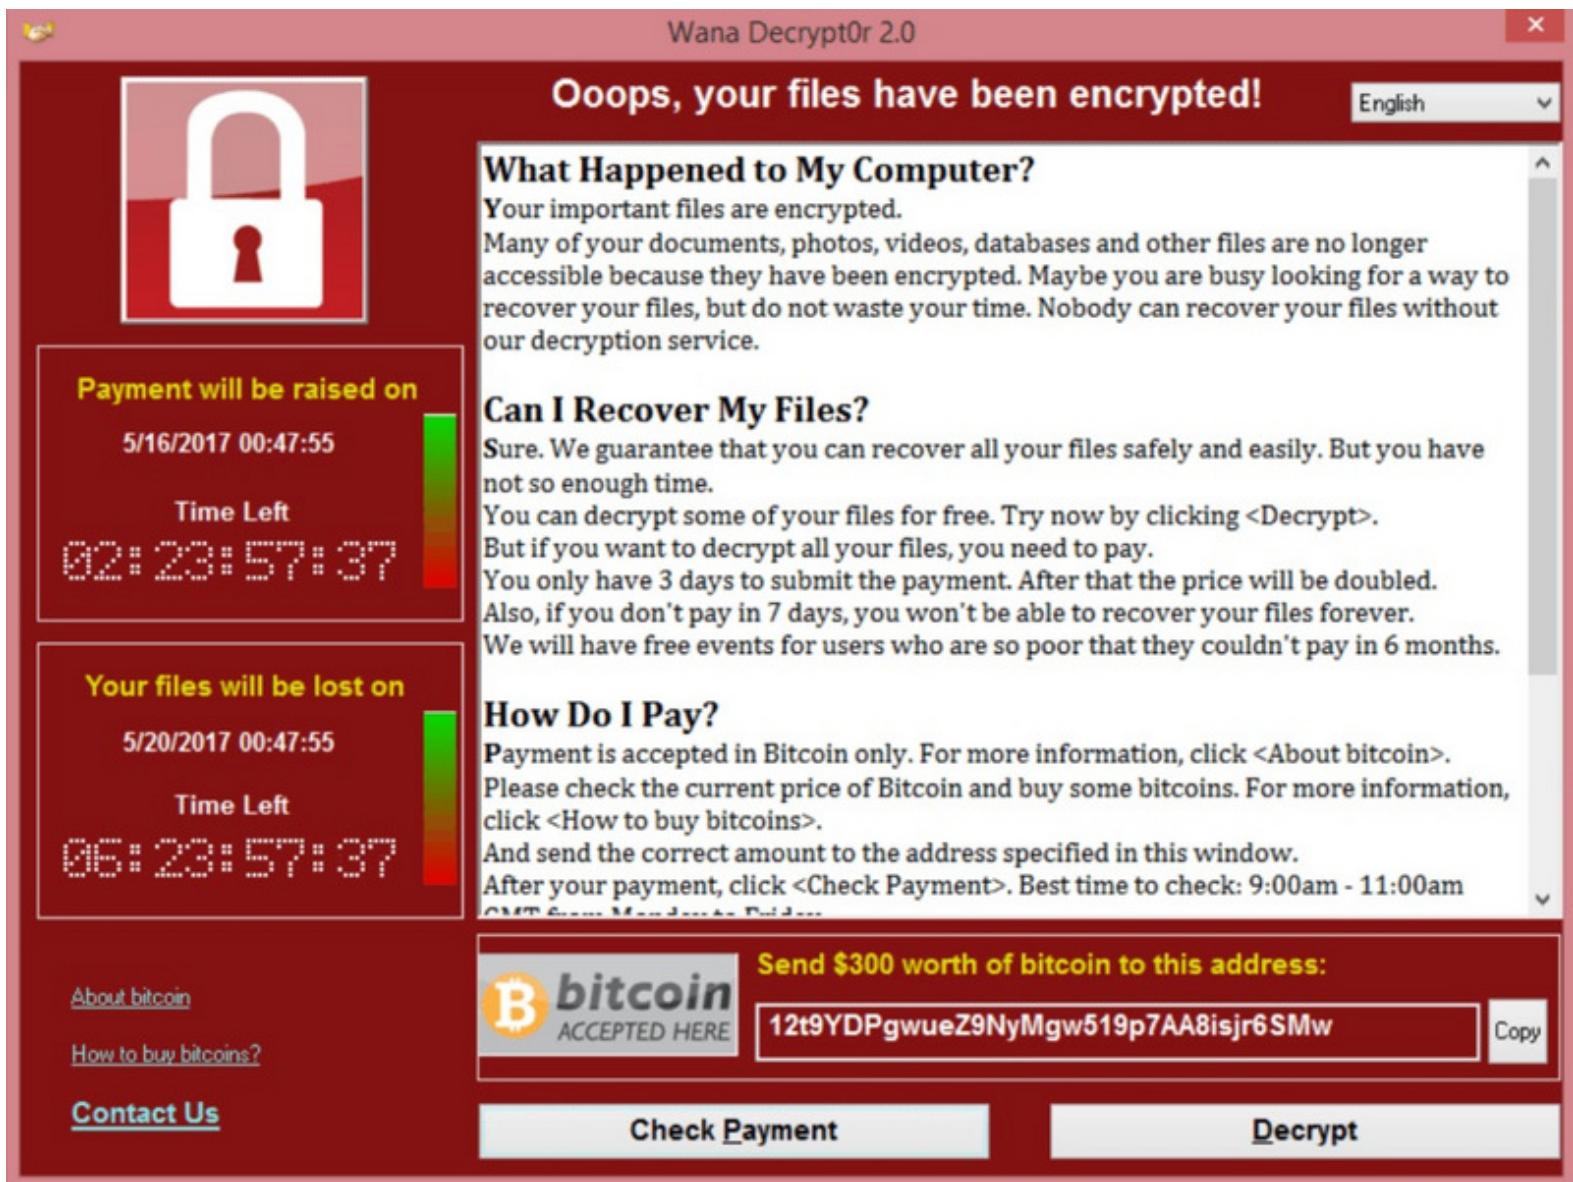 Wana Decrypt0r 2.0
Ooops, your files have been encrypted!
English
What Happened to My Computer?
Your important files are encrypted.
Many of your documents, photos, videos, databases and other files are no longer
accessible because they have been encrypted. Maybe you are busy looking for a way to
recover your files, but do not waste your time. Nobody can recover your files without
our decryption service.
Can I Recover My Files?
Sure. We guarantee that you can recover all your files safely and easily. But you have
not so enough time.
You can decrypt some of your files for free. Try now by clicking <Decrypt>.
But if you want to decrypt all your files, you need to pay.
You only have 3 days to submit the payment. After that the price will be doubled.
Also, if you don't pay in 7 days, you won't be able to recover your files forever.
We will have free events for users who are so poor that they couldn't pay in 6 months.
How Do I Pay?
Payment is accepted in Bitcoin only. For more information, click <About bitcoin>.
Please check the current price of Bitcoin and buy some bitcoins. For more information,
click <How to buy bitcoins>.
And send the correct amount to the address specified in this window.
After your payment, click <Check Payment>. Best time to check: 9:00am - 11:00am
GMT from Monday to Friday.
Payment will be raised on
5/16/2017 00:47:55
Time Left
02:23:57:37
Your files will be lost on
5/20/2017 00:47:55
Time Left
06:23:57:37
About bitcoin
How to buy bitcoins?
Contact Us
bitcoin
ACCEPTED HERE
Send $300 worth of bitcoin to this address:
12t9YDPgwueZ9NyMgw519p7AA8isjr6SMw
Copy
Check Payment
Decrypt